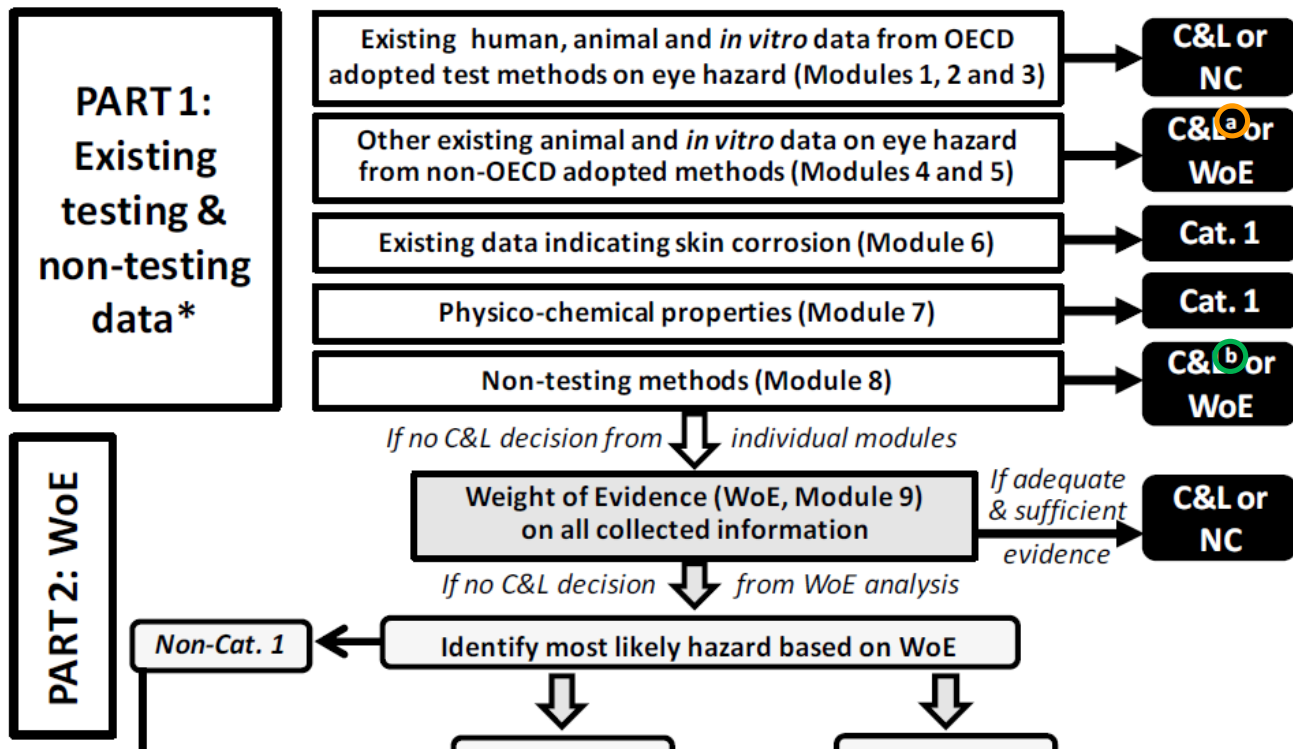 PART 1:
Existing
testing &
non-testing
data*
Existing human, animal and in vitro data from OECD
adopted test methods on eye hazard (Modules 1, 2 and 3)
C&L or
NC
Other existing animal and in vitro data on eye hazard
from non-OECD adopted methods (Modules 4 and 5)
C&L a or
WoE
Existing data indicating skin corrosion (Module 6)
Cat. 1
Physico-chemical properties (Module 7)
Cat. 1
Non-testing methods (Module 8)
C&L b or
WoE
If no C&L decision from individual modules
PART 2: WoE
Weight of Evidence (WoE, Module 9)
on all collected information
If adequate
& sufficient
evidence
C&L or
NC
If no C&L decision from WoE analysis
Non-Cat. 1
Identify most likely hazard based on WoE